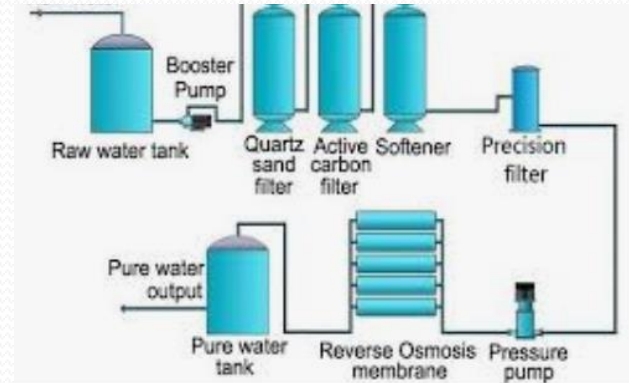 Booster
Pump
Raw water tank
Quartz
sand
filter
Active
carbon
filter
Softener
Precision
filter
Pure water
output
Pure water
tank
Reverse Osmosis
membrane
Pressure
pump